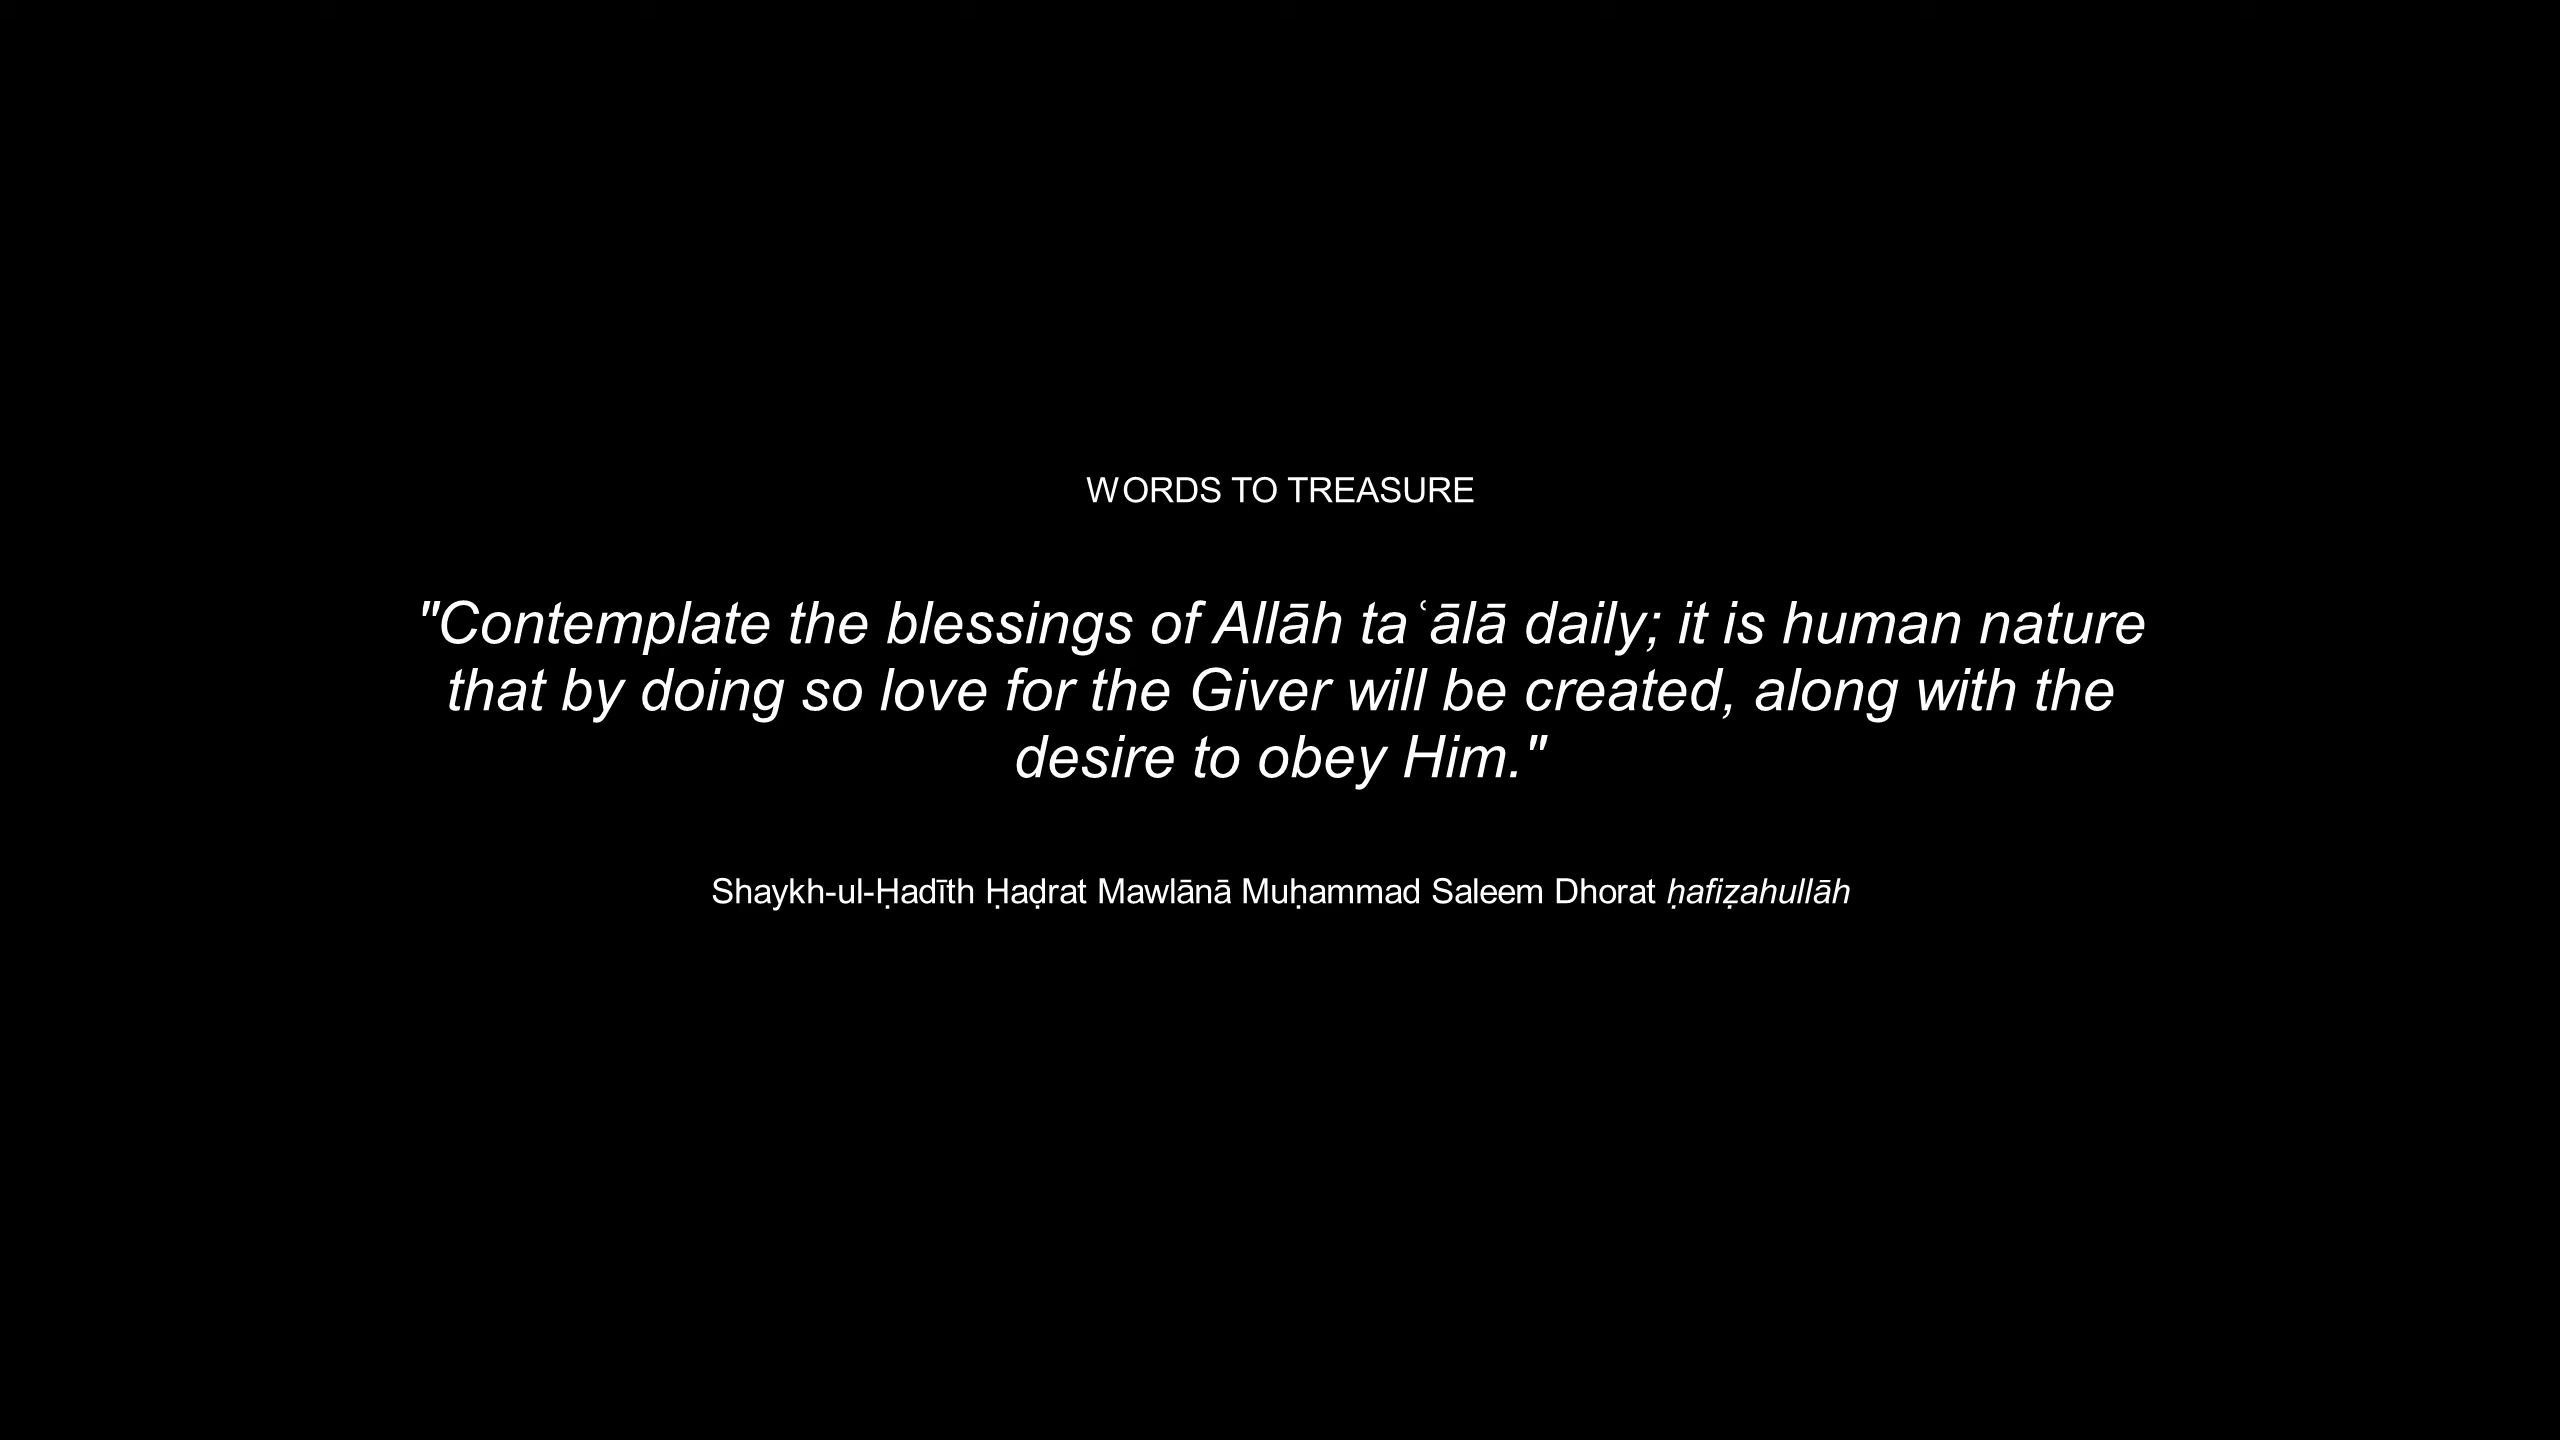 WORDS TO TREASURE
"Contemplate the blessings of Allāh taʿālā daily; it is human nature
that by doing so love for the Giver will be created, along with the
desire to obey Him."
Shaykh-ul-Ḥadīth Ḥaḍrat Mawlānā Muḥammad Saleem Dhorat ḥafiẓahullāh